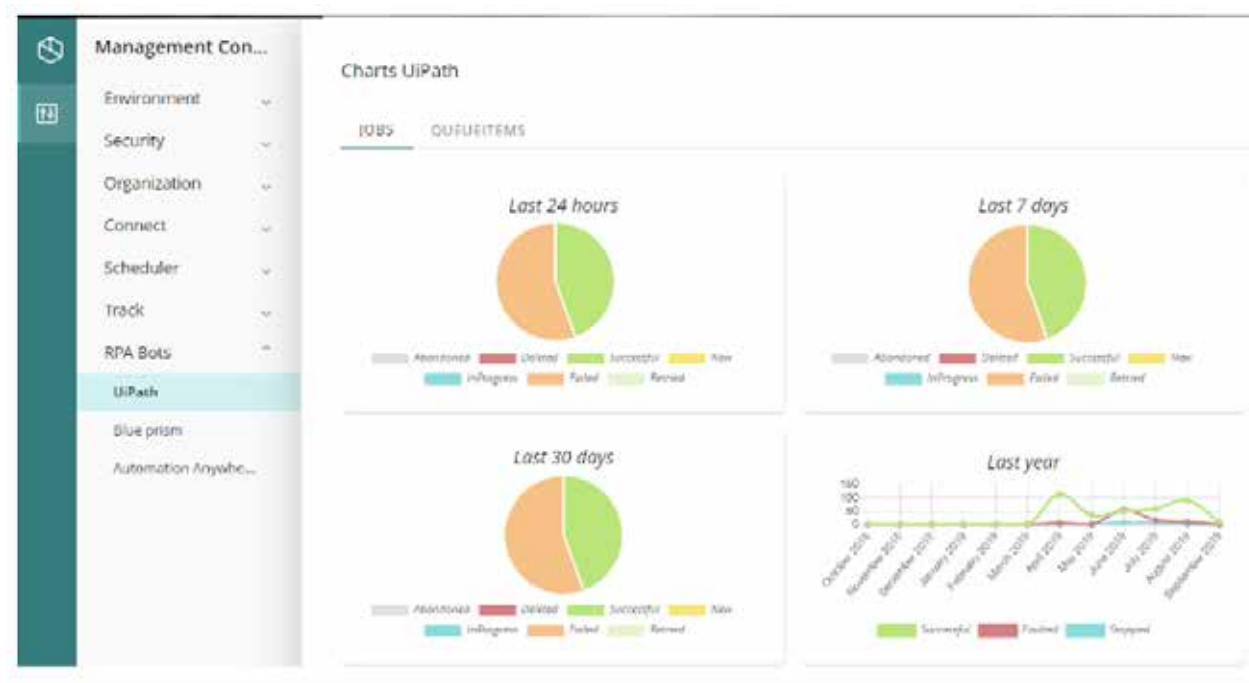 Management Con...
Environment
Security
Organization
Connect
Scheduler
Track
RPA Bots
UiPath
Blue prism
Automation Anywhe...
Charts UiPath
JOBS QUEUEITEMS
Last 24 hours
Abandoned Deleted Successful New
InProgress Failed Retried
Last 7 days
Abandoned Deleted Successful New
InProgress Failed Retried
Last 30 days
Abandoned Deleted Successful New
InProgress Failed Retried
Last year
150
100
50
0
October 2018 November 2018 December 2018 January 2019 February 2019 March 2019 April 2019 May 2019 June 2019 July 2019 August 2019 September 2019
Successful Faulted Stopped